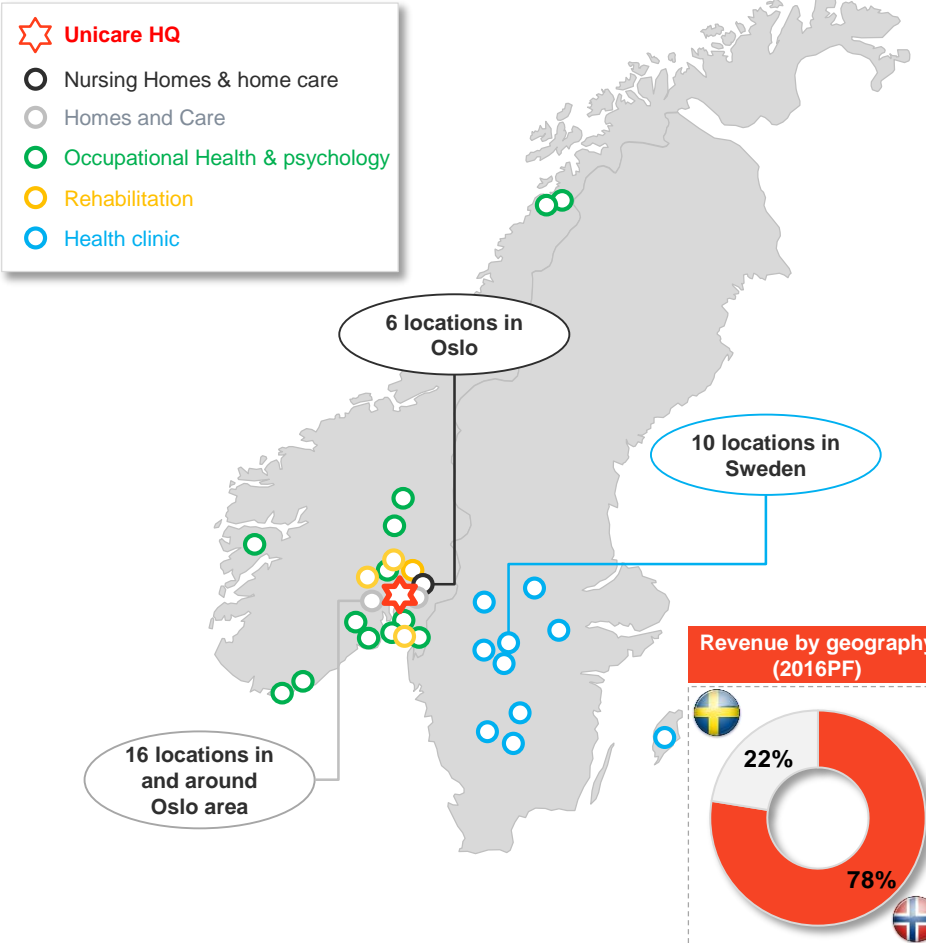 Unicare HQ
Nursing Homes & home care
Homes and Care
Occupational Health & psychology
Rehabilitation
Health clinic
6 locations in
Oslo
10 locations in
Sweden
16 locations in
and around
Oslo area
Revenue by geography
(2016PF)
22%
78%